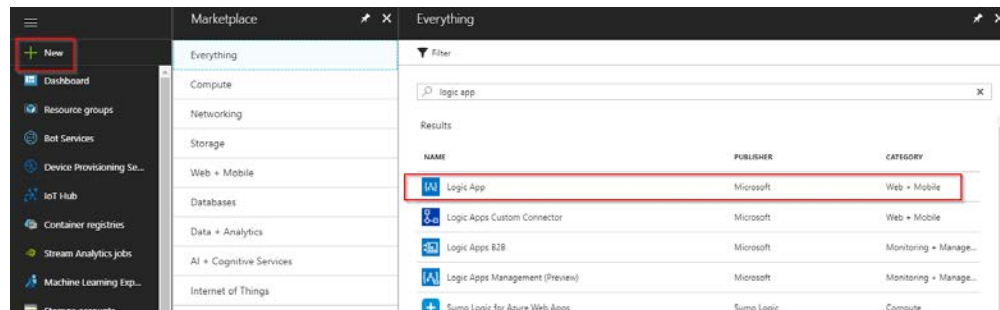 Marketplace
Everything
New
Everything
Filter
Dashboard
Compute
logic app
Resource groups
Networking
Results
Bot Services
Storage
NAME PUBLISHER CATEGORY
Device Provisioning Se...
Web + Mobile
Logic App Microsoft Web + Mobile
IoT Hub
Databases
Logic Apps Custom Connector Microsoft Web + Mobile
Container registries
Data + Analytics
Logic Apps B2B Microsoft Monitoring + Manage...
Stream Analytics jobs
AI + Cognitive Services
Logic Apps Management (Preview) Microsoft Monitoring + Manage...
Machine Learning Exp...
Internet of Things
Sumo Logic for Azure Web Apps Sumo Logic Compute
Storage accounts